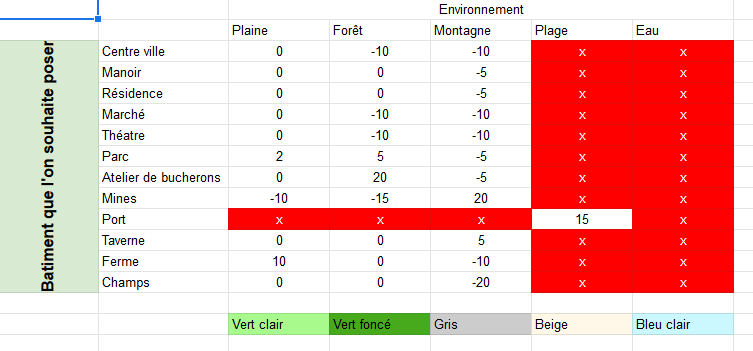 Environnement
Plaine Forêt Montagne Plage Eau
Batiment que l'on souhaite poser
Centre ville 0 -10 -10 x x
Manoir 0 0 -5 x x
Résidence 0 0 -5 x x
Marché 0 -10 -10 x x
Théatre 0 -10 -10 x x
Parc 2 5 -5 x x
Atelier de bucherons 0 20 -5 x x
Mines -10 -15 20 x x
Port x x x 15 x
Taverne 0 0 5 x x
Ferme 10 0 -10 x x
Champs 0 0 -20 x x
Vert clair Vert foncé Gris Beige Bleu clair